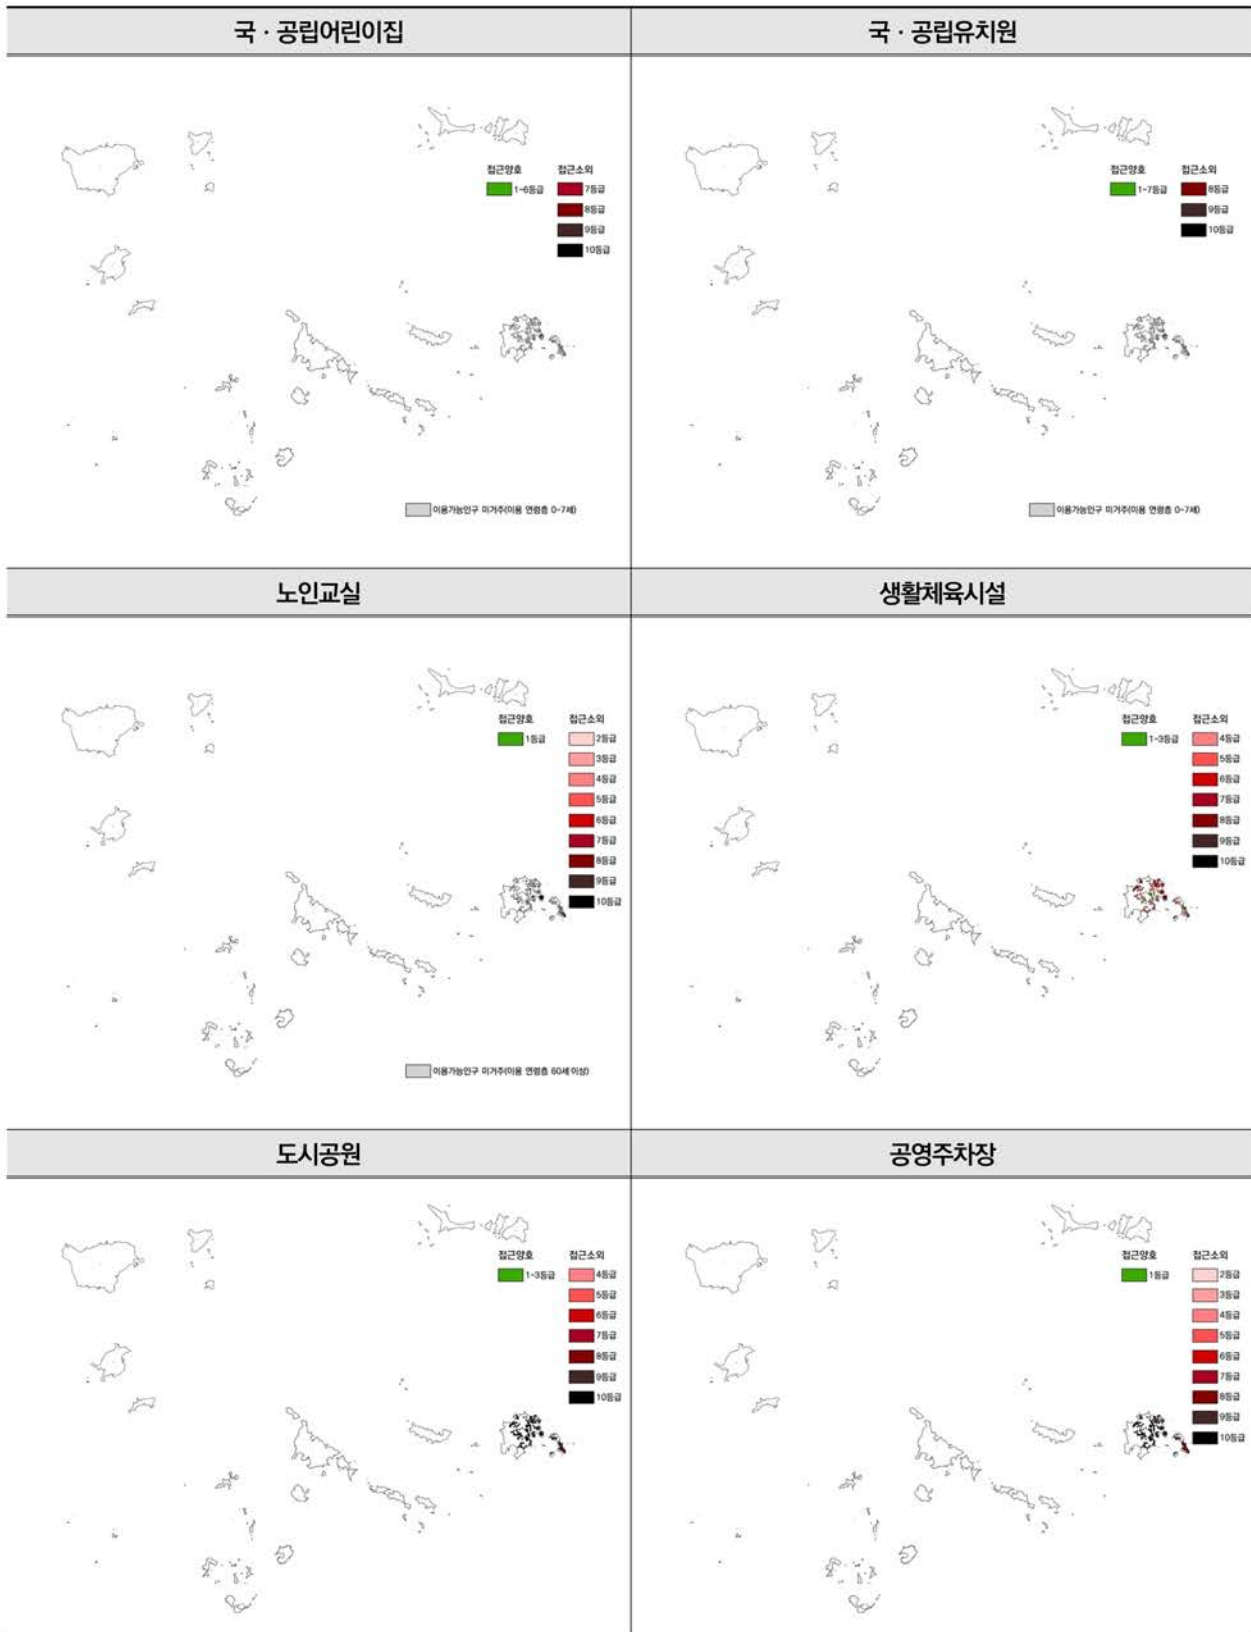 국 · 공립어린이집
국 · 공립유치원
접근양호 접근소외
1-6등급 7등급
8등급
9등급
10등급
이용가능인구 미거주(이용 연령층 0-7세)
접근양호 접근소외
1-7등급 8등급
9등급
10등급
이용가능인구 미거주(이용 연령층 0-7세)
노인교실
생활체육시설
접근양호 접근소외
1등급 2등급
3등급
4등급
5등급
6등급
7등급
8등급
9등급
10등급
이용가능인구 미거주(이용 연령층 60세 이상)
접근양호 접근소외
1-3등급 4등급
5등급
6등급
7등급
8등급
9등급
10등급
도시공원
공영주차장
접근양호 접근소외
1-3등급 4등급
5등급
6등급
7등급
8등급
9등급
10등급
접근양호 접근소외
1등급 2등급
3등급
4등급
5등급
6등급
7등급
8등급
9등급
10등급